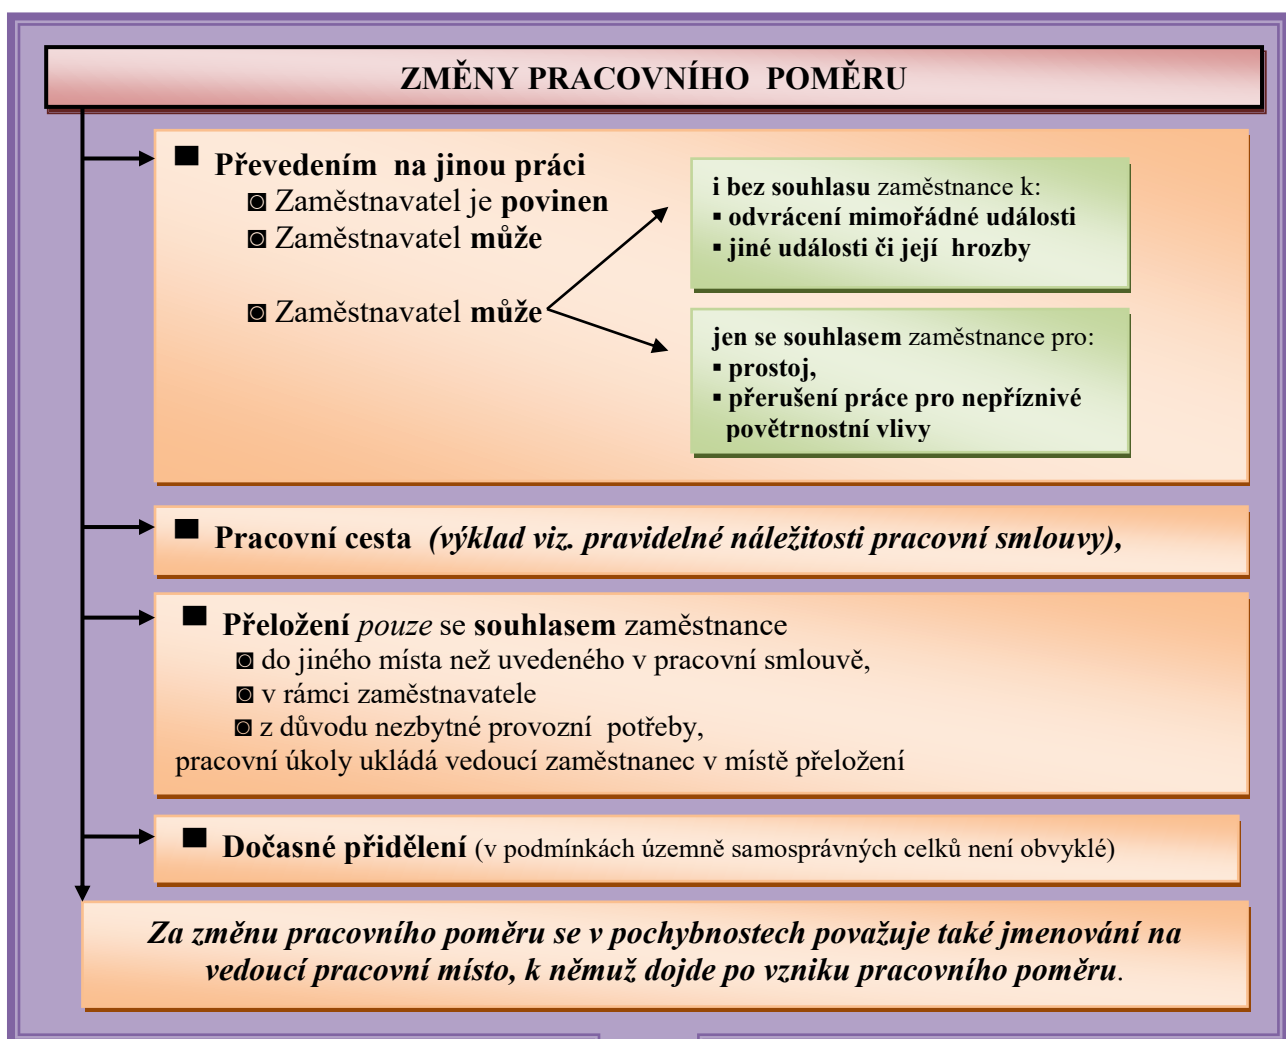 ZMĚNY PRACOVNÍHO POMĚRU
▀ Převedením na jinou práci
◙ Zaměstnavatel je povinen
◙ Zaměstnavatel může
◙ Zaměstnavatel může
i bez souhlasu zaměstnance k:
▪ odvrácení mimořádné události
▪ jiné události či její hrozby
jen se souhlasem zaměstnance pro:
▪ prostoj,
▪ přerušení práce pro nepříznivé
povětrnostní vlivy
▀ Pracovní cesta (výklad viz. pravidelné náležitosti pracovní smlouvy),
▀ Přeložení pouze se souhlasem zaměstnance
◙ do jiného místa než uvedeného v pracovní smlouvě,
◙ v rámci zaměstnavatele
◙ z důvodu nezbytné provozní potřeby,
pracovní úkoly ukládá vedoucí zaměstnanec v místě přeložení
▀ Dočasné přidělení (v podmínkách územně samosprávných celků není obvyklé)
Za změnu pracovního poměru se v pochybnostech považuje také jmenování na
vedoucí pracovní místo, k němuž dojde po vzniku pracovního poměru.